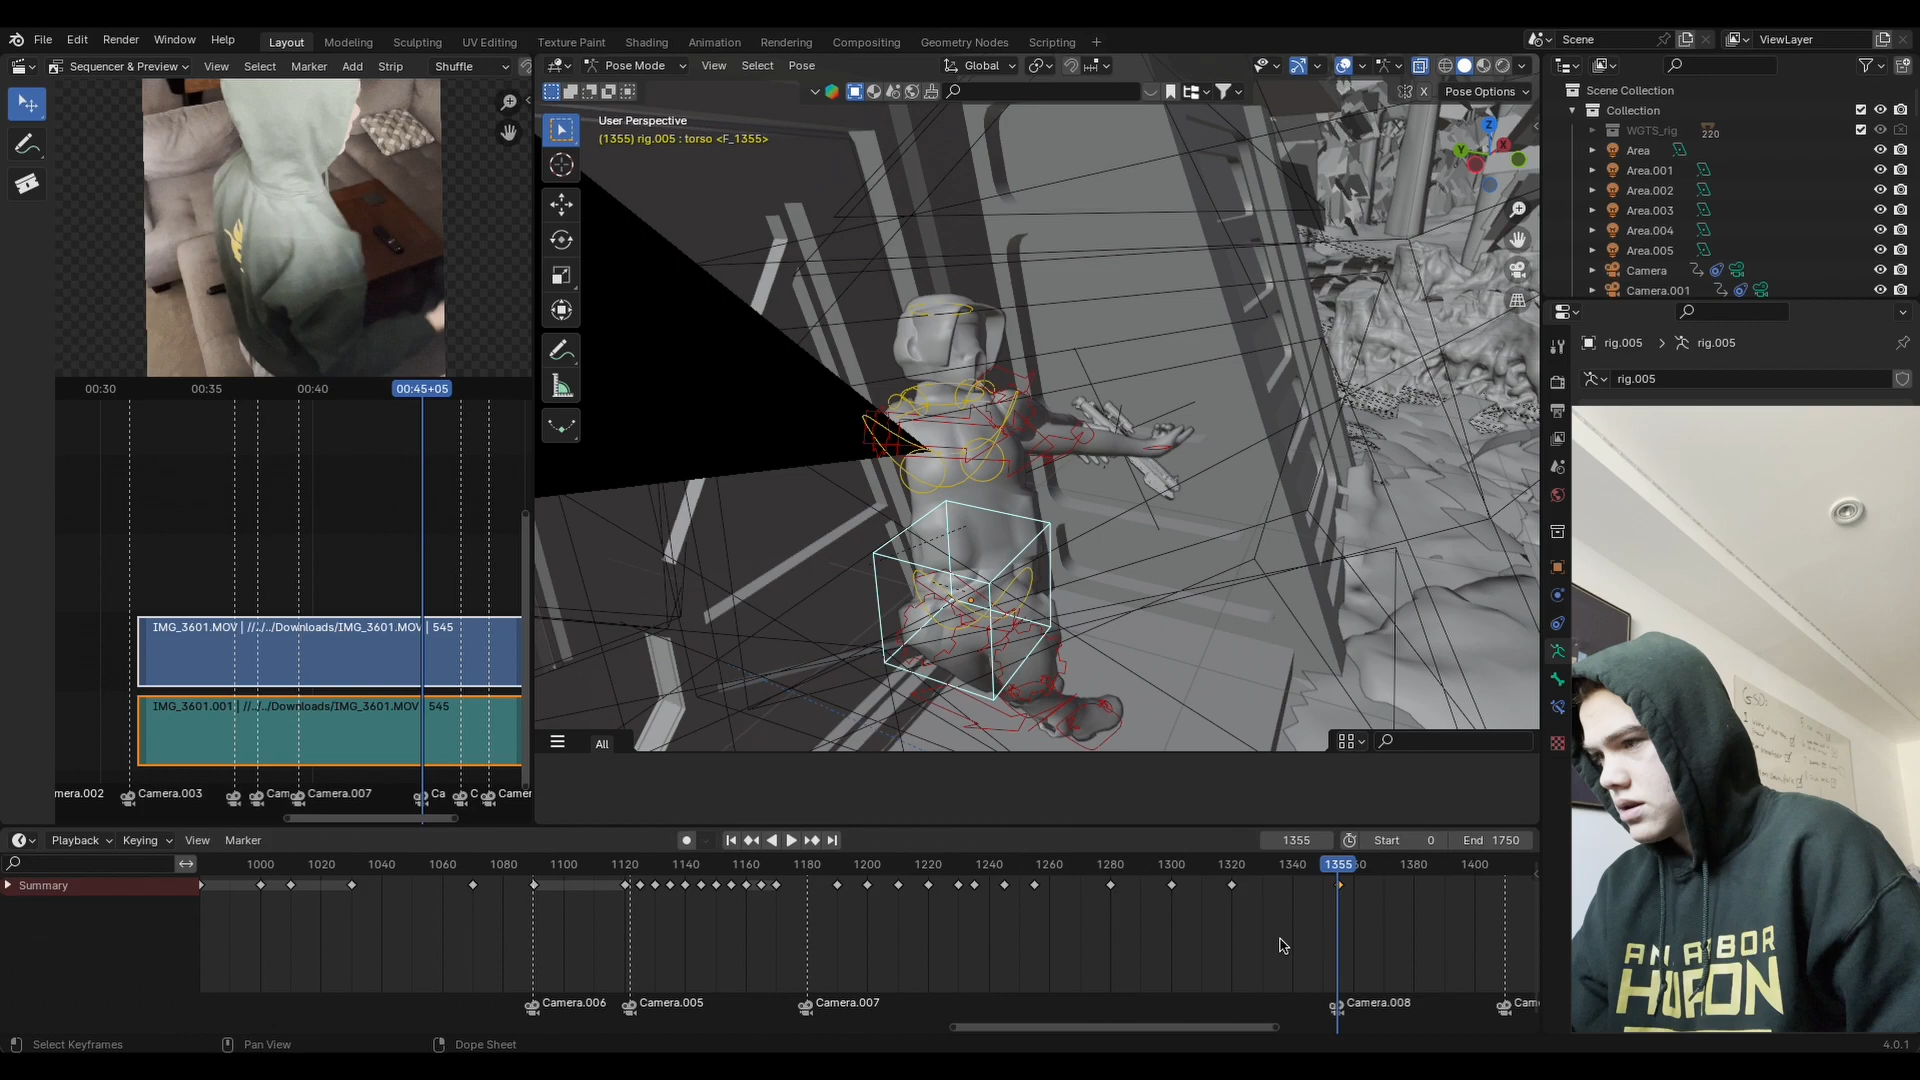 File Edit Render Window Help
Layout Modeling Sculpting UV Editing Texture Paint Shading Animation Rendering Compositing Geometry Nodes Scripting +
Scene
ViewLayer
Sequencer & Preview View Select Marker Add Strip Shuffle
Pose Mode View Select Pose
Global
X Pose Options
User Perspective
(1355) rig.005 : torso <F_1355>
Z
X
Y
Scene Collection
Collection
WGTS_rig 220
Area
Area.001
Area.002
Area.003
Area.004
Area.005
Camera
Camera.001
rig.005 > rig.005
rig.005
00:30 00:35 00:40 00:45+05
IMG_3601.MOV | //../../Downloads/IMG_3601.MOV | 545
IMG_3601.001 | //../../Downloads/IMG_3601.MOV | 545
mera.002 Camera.003 Cam Camera.007 Ca C Camer
All
Playback Keying View Marker
1355 Start 0 End 1750
1000 1020 1040 1060 1080 1100 1120 1140 1160 1180 1200 1220 1240 1260 1280 1300 1320 1340 1355 60 1380 1400
Summary
Camera.006 Camera.005 Camera.007 Camera.008 Cam
Select Keyframes Pan View Dope Sheet
4.0.1